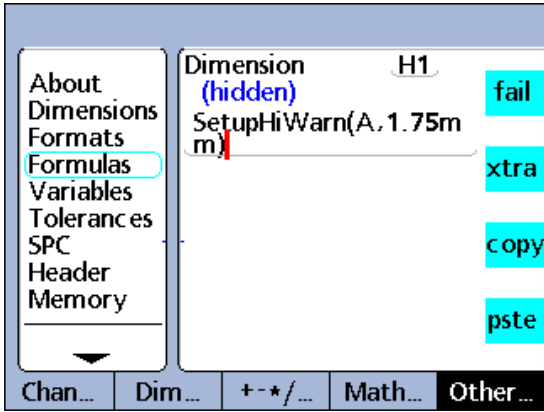 About
Dimensions
Formats
Formulas
Variables
Tolerances
SPC
Header
Memory
Dimension H1
(hidden)
SetupHiWarn(A,1.75m
m)
fail
xtra
copy
pste
Chan... Dim... +-*/... Math... Other...